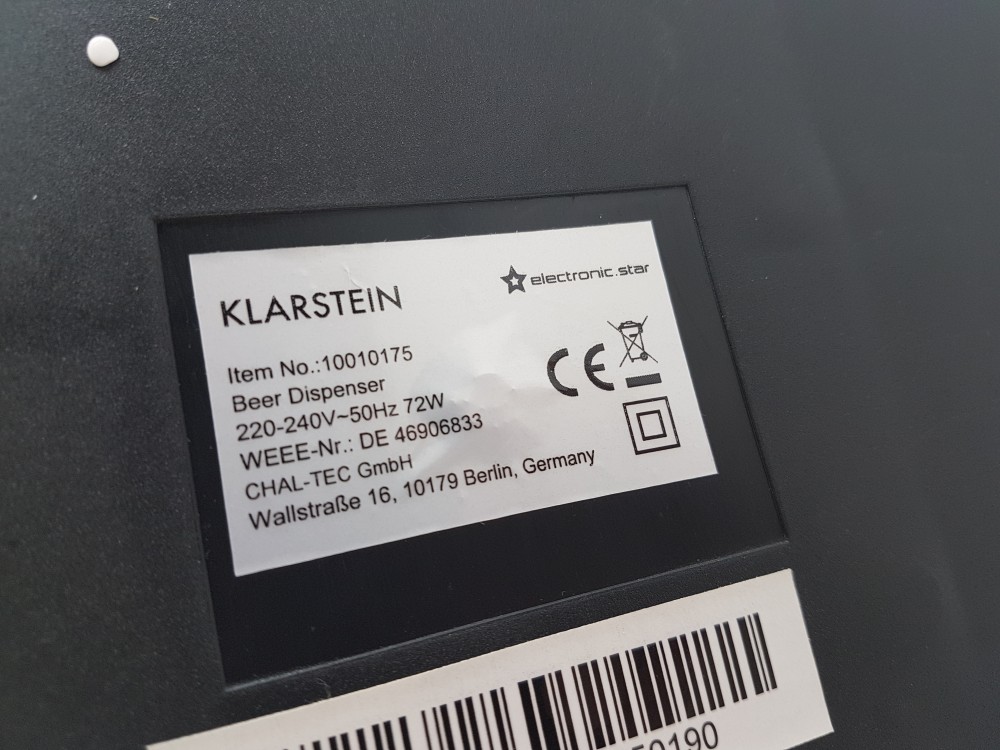 KLARSTEIN
electronic.star
Item No.:10010175
Beer Dispenser
220-240V~50Hz 72W
WEEE-Nr.: DE 46906833
CHAL-TEC GmbH
Wallstraße 16, 10179 Berlin, Germany
CE
50190